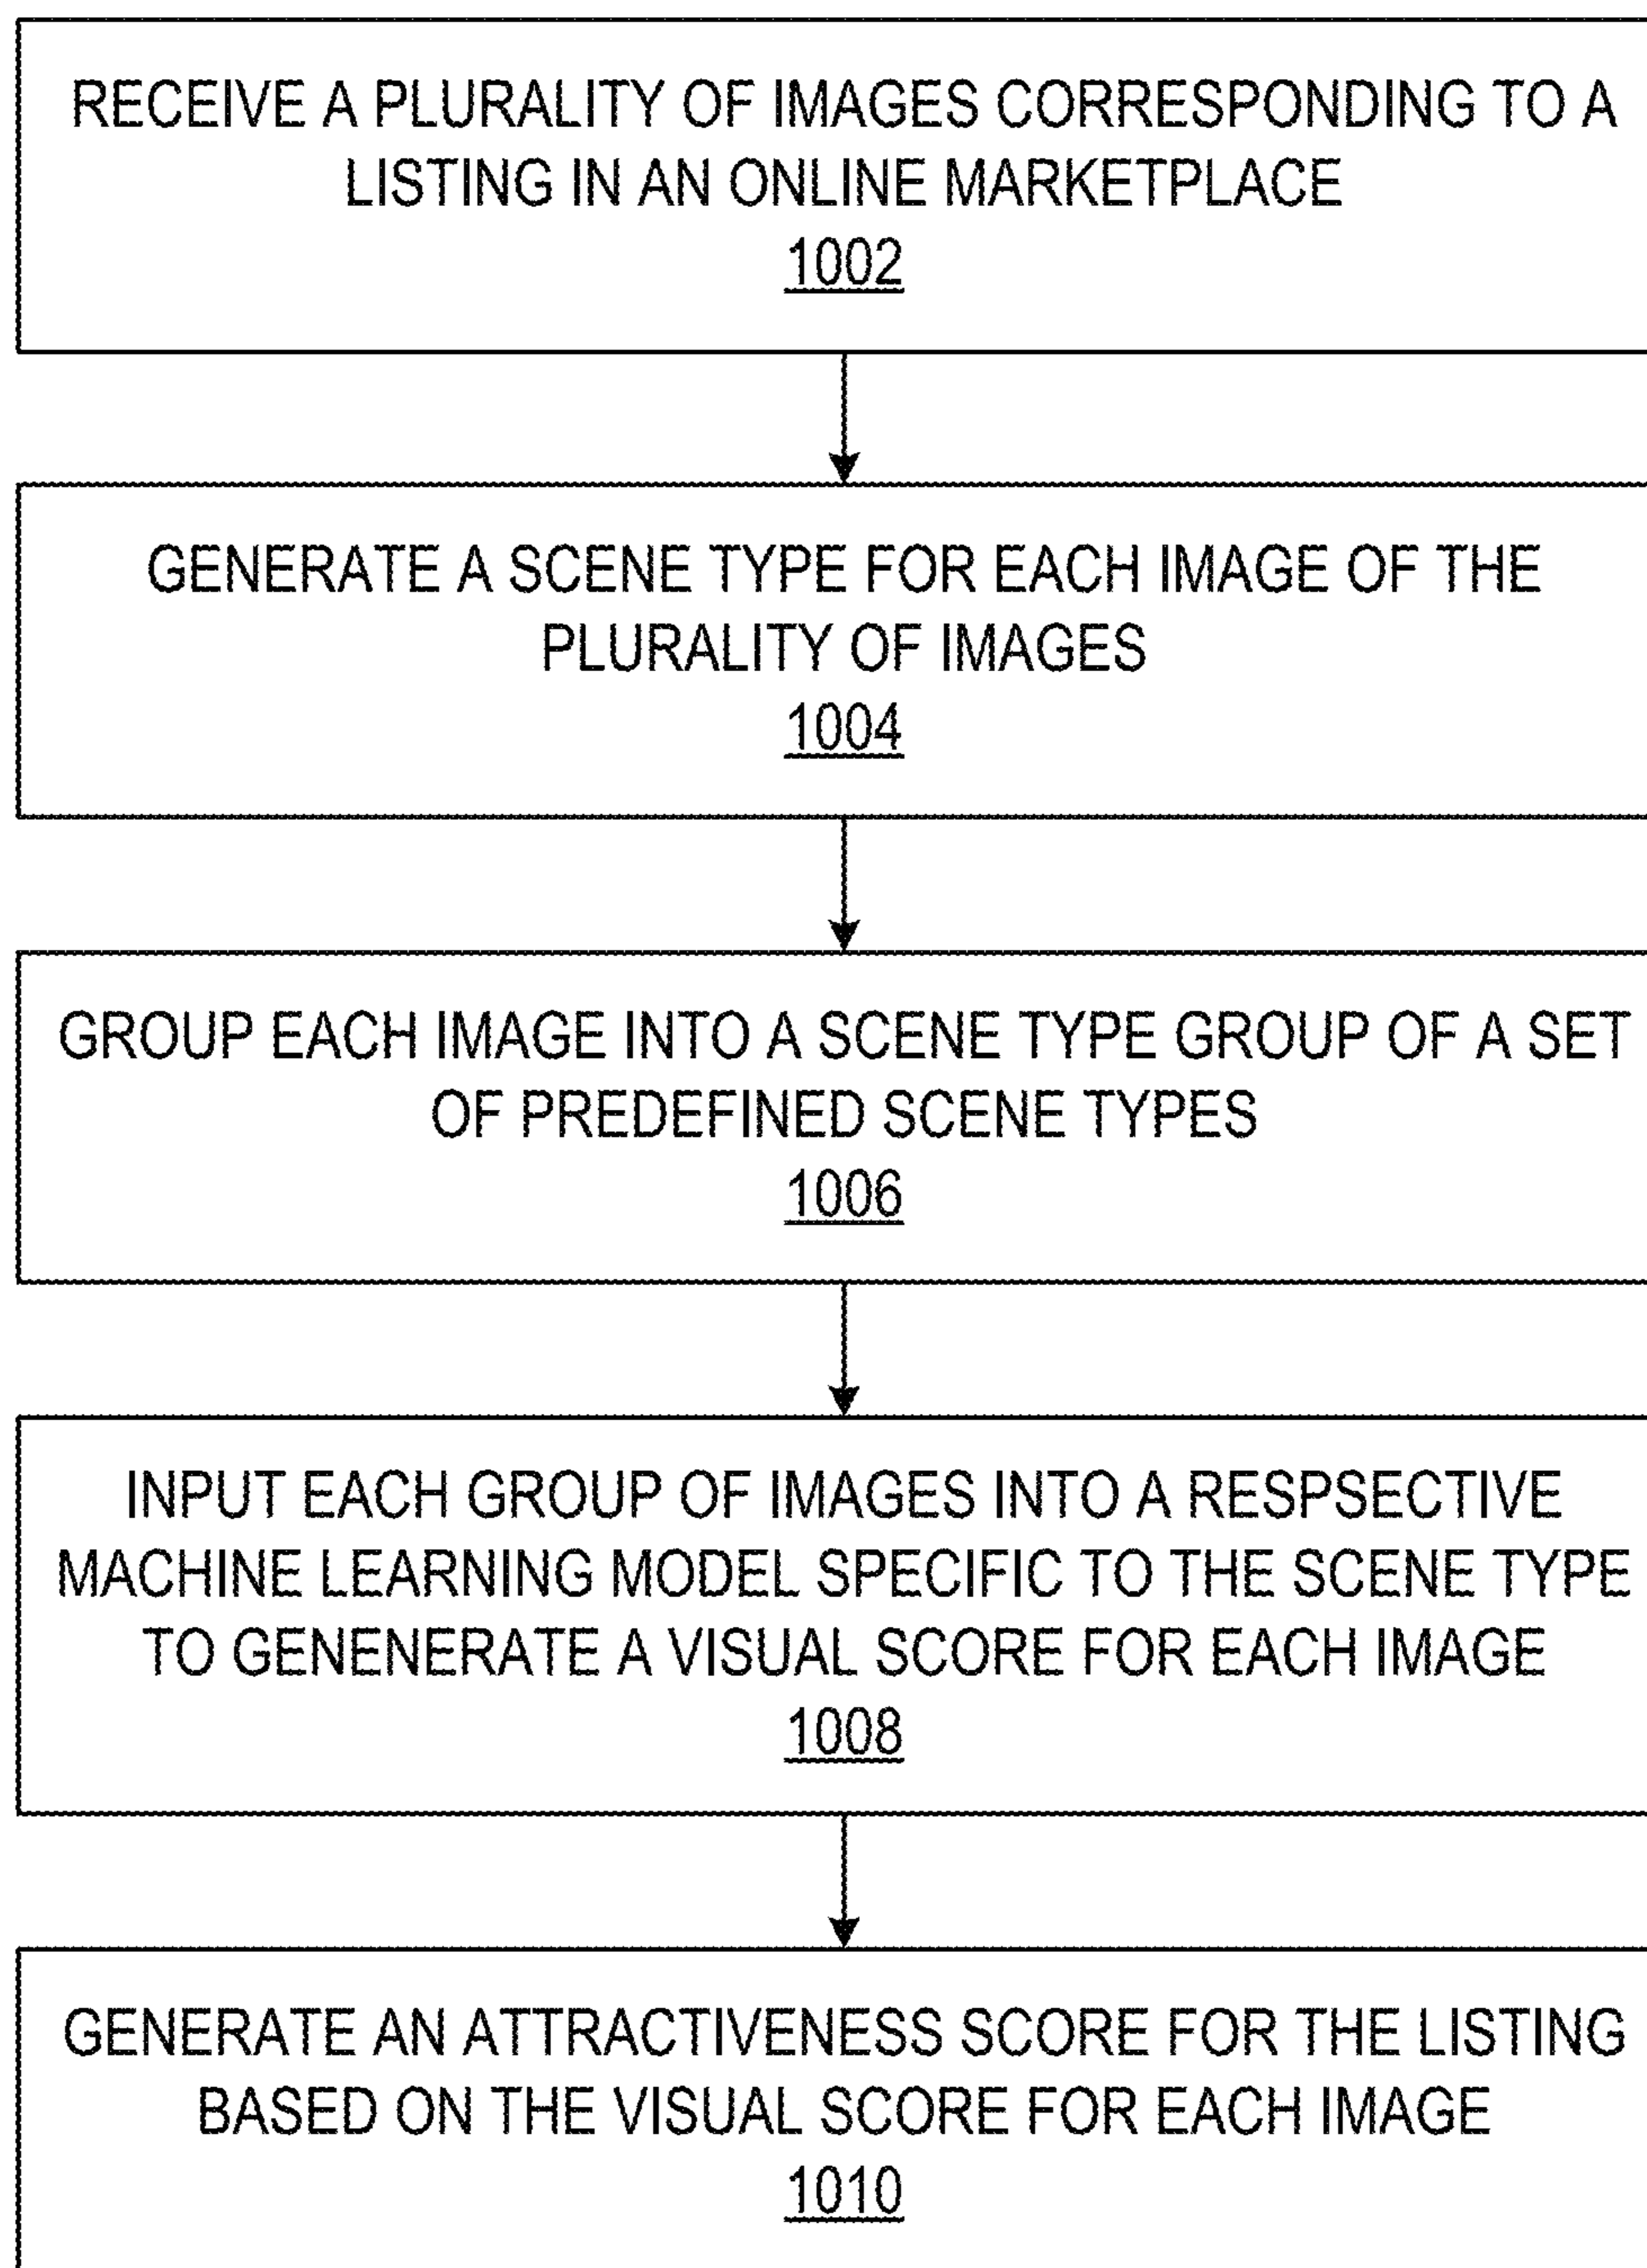 RECEIVE A PLURALITY OF IMAGES CORRESPONDING TO A
LISTING IN AN ONLINE MARKETPLACE
1002
GENERATE A SCENE TYPE FOR EACH IMAGE OF THE
PLURALITY OF IMAGES
1004
GROUP EACH IMAGE INTO A SCENE TYPE GROUP OF A SET
OF PREDEFINED SCENE TYPES
1006
INPUT EACH GROUP OF IMAGES INTO A RESPSECTIVE
MACHINE LEARNING MODEL SPECIFIC TO THE SCENE TYPE
TO GENENERATE A VISUAL SCORE FOR EACH IMAGE
1008
GENERATE AN ATTRACTIVENESS SCORE FOR THE LISTING
BASED ON THE VISUAL SCORE FOR EACH IMAGE
1010